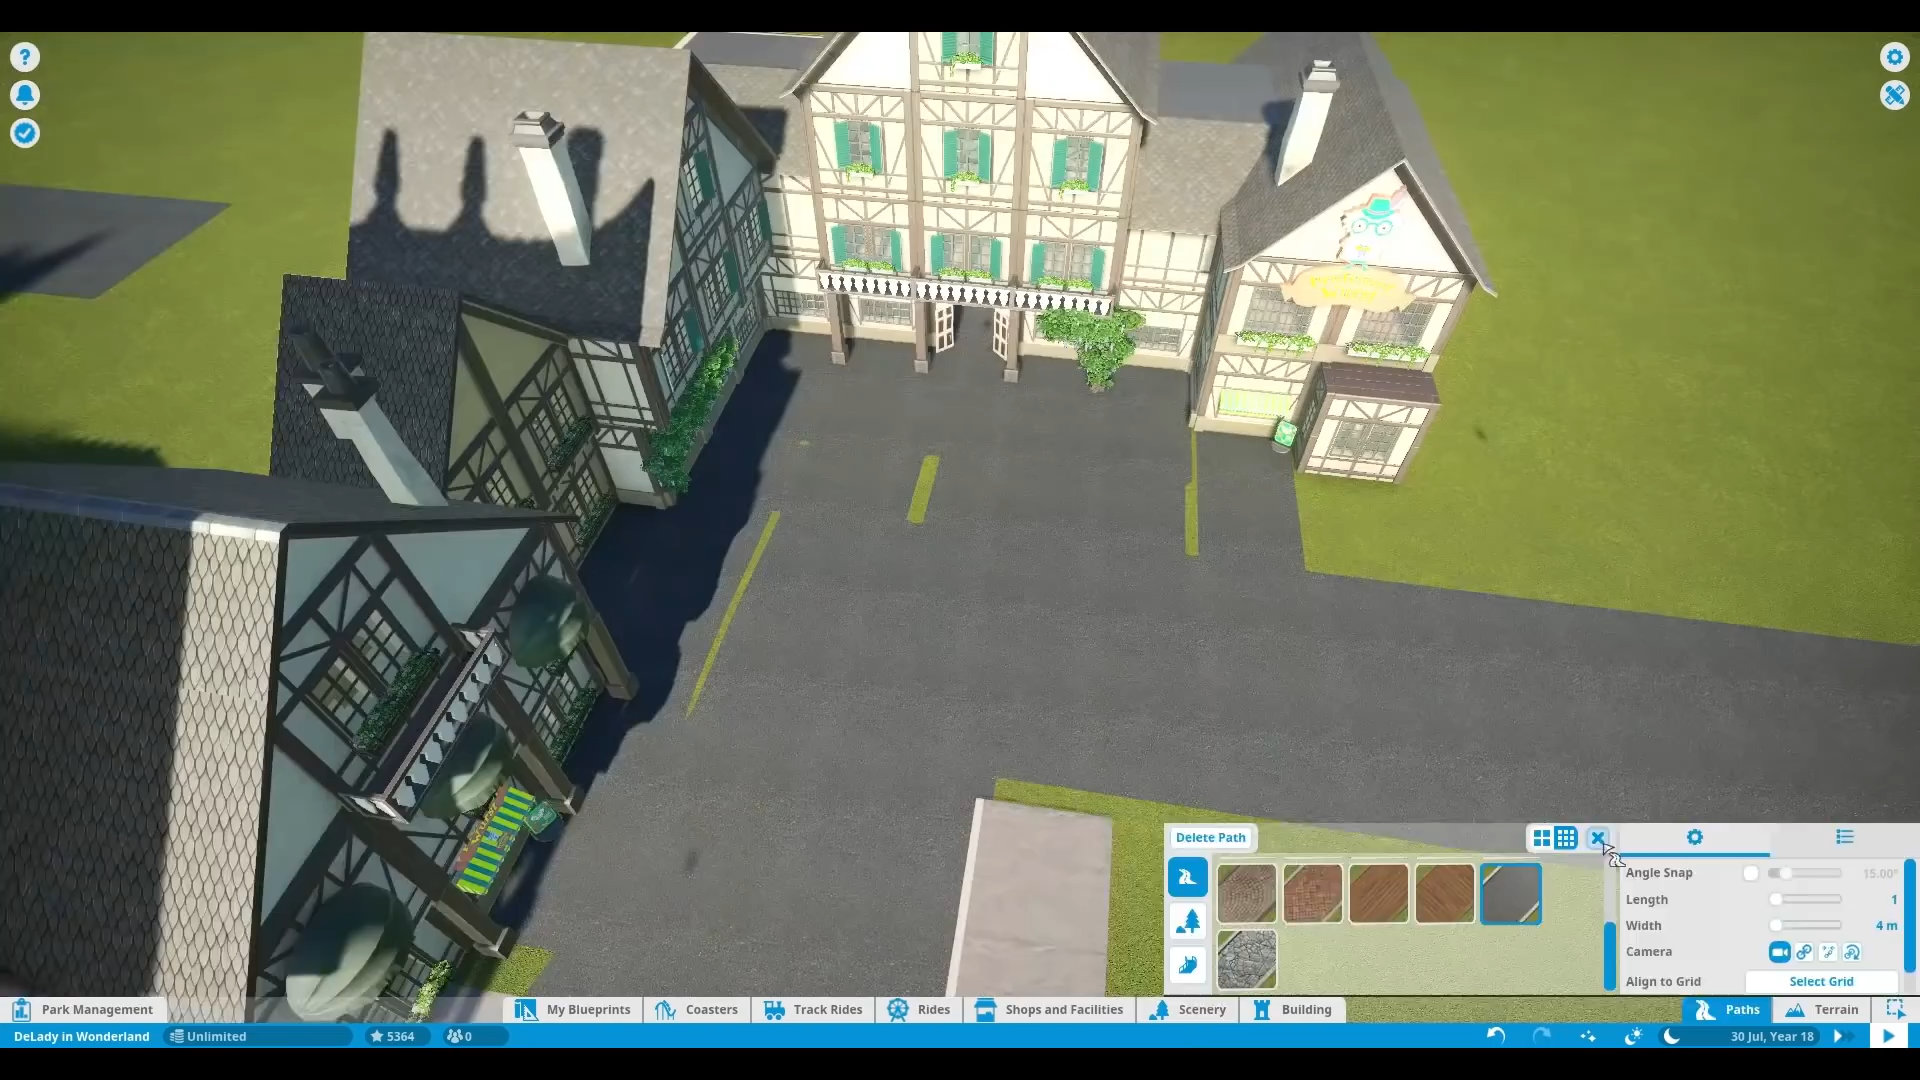 Delete Path
Angle Snap 15.00°
Length 1
Width 4 m
Camera
Align to Grid Select Grid
Park Management My Blueprints Coasters Track Rides Rides Shops and Facilities Scenery Building Paths Terrain
DeLady in Wonderland Unlimited 5364 0 30 Jul, Year 18